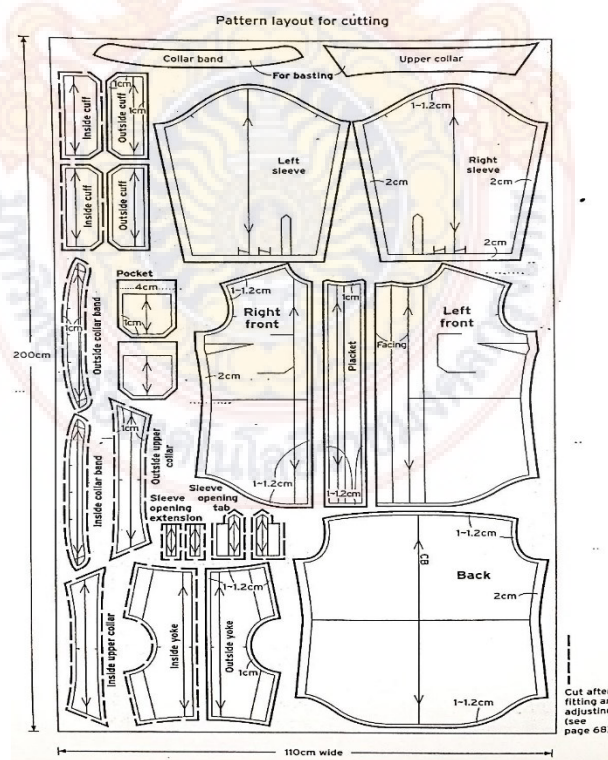 Pattern layout for cutting
Collar band
For basting
Upper collar
Inside cuff
Outside cuff
1cm
1cm
Inside cuff
Outside cuff
1~1.2cm
Left
sleeve
Right
sleeve
2cm
2cm
2cm
Pocket
4cm
1cm
1cm
Outside collar band
200cm
1~1.2cm
Right
front
2cm
1~1.2cm
1cm
Placket
1~1.2cm
Left
front
Facing
Inside collar band
1cm
Outside upper
collar
Sleeve
opening
extension
Sleeve
opening
tab
Inside upper collar
Inside yoke
Outside yoke
1~1.2cm
1cm
1~1.2cm
CB
Back
2cm
1~1.2cm
Cut after
fitting an
adjusting
(see
page 68
110cm wide